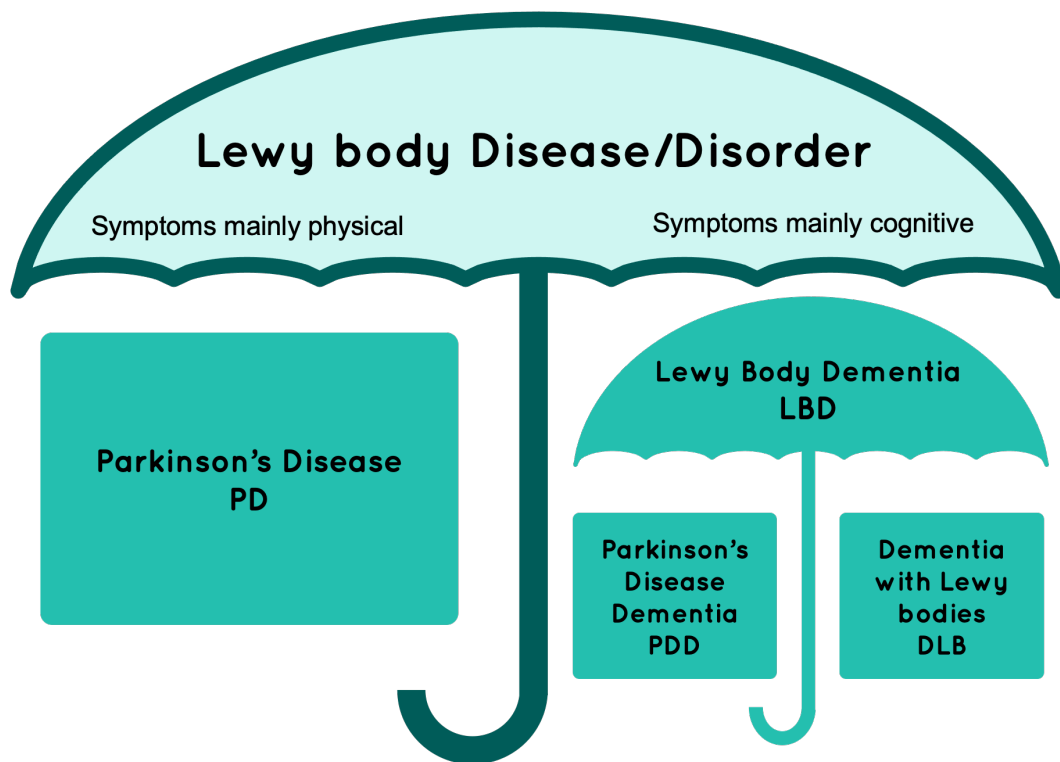 Lewy body Disease/Disorder
Symptoms mainly physical
Symptoms mainly cognitive
Parkinson's Disease
PD
Lewy Body Dementia
LBD
Parkinson's
Disease
Dementia
PDD
Dementia
with Lewy
bodies
DLB